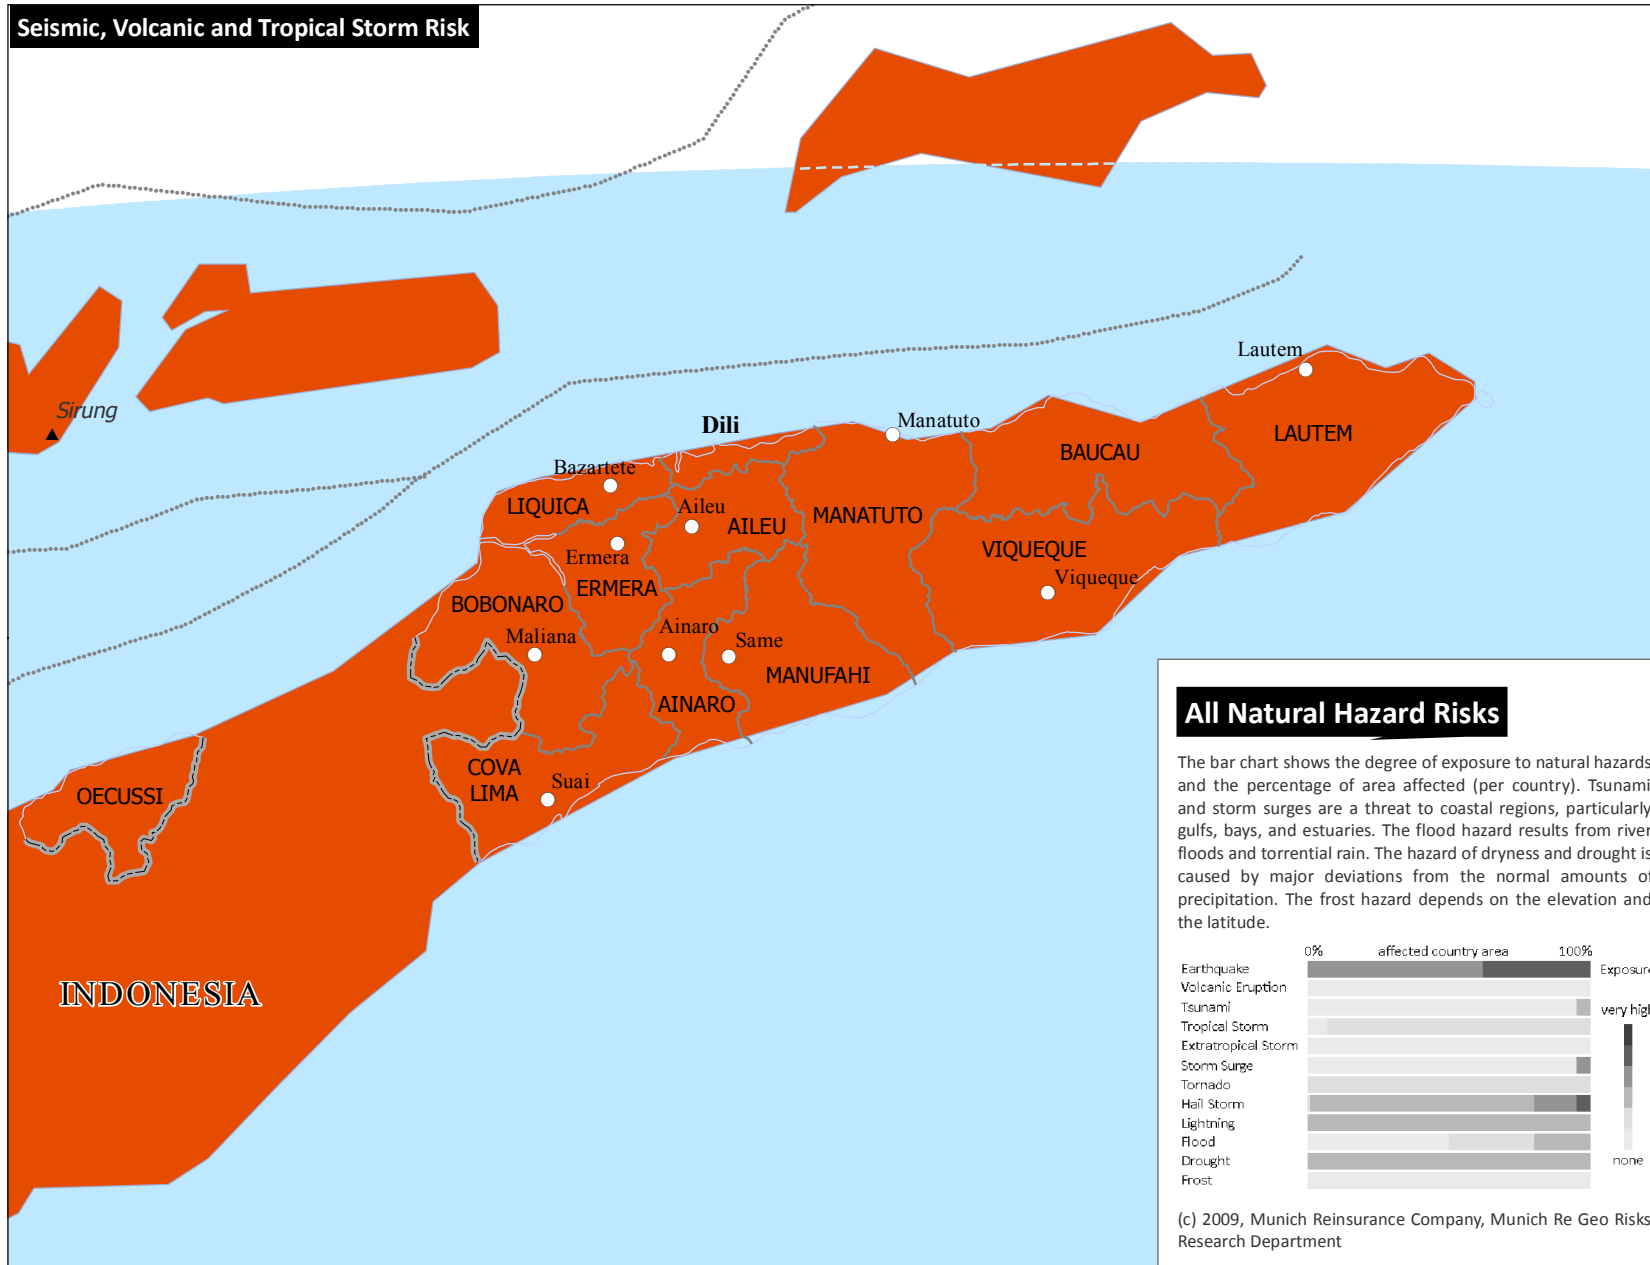 Seismic, Volcanic and Tropical Storm Risk
Lautem
Sirung
Dili
Manatuto
LAUTEM
BAUCAU
Bazartete
LIQUICA
Aileu
AILEU
MANATUTO
Ermera
VIQUEQUE
Viqueque
ERMERA
BOBONARO
Maliana
Ainaro
Same
MANUFAHI
AINARO
COVA
LIMA
Suai
OECUSSI
INDONESIA
All Natural Hazard Risks
The bar chart shows the degree of exposure to natural hazards
and the percentage of area affected (per country). Tsunami
and storm surges are a threat to coastal regions, particularly
gulfs, bays, and estuaries. The flood hazard results from river
floods and torrential rain. The hazard of dryness and drought is
caused by major deviations from the normal amounts of
precipitation. The frost hazard depends on the elevation and
the latitude.
0% affected country area 100%
Earthquake
Exposure
Volcanic Eruption
Tsunami
very high
Tropical Storm
Extratropical Storm
Storm Surge
Tornado
Hail Storm
Lightning
Flood
Drought
none
Frost
(c) 2009, Munich Reinsurance Company, Munich Re Geo Risks
Research Department